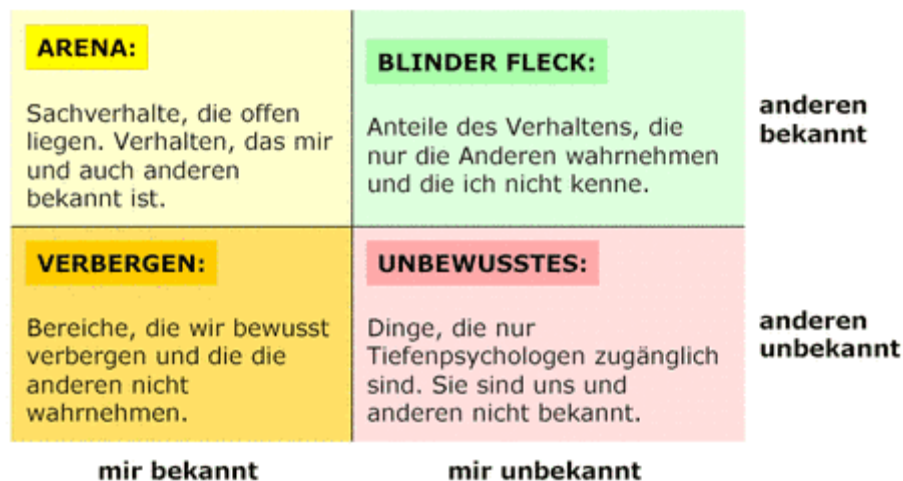 ARENA:
Sachverhalte, die offen
liegen. Verhalten, das mir
und auch anderen
bekannt ist.
BLINDER FLECK:
Anteile des Verhaltens, die
nur die Anderen wahrnehmen
und die ich nicht kenne.
anderen
bekannt
VERBERGEN:
Bereiche, die wir bewusst
verbergen und die die
anderen nicht
wahrnehmen.
UNBEWUSSTES:
Dinge, die nur
Tiefenpsychologen zugänglich
sind. Sie sind uns und
anderen nicht bekannt.
anderen
unbekannt
mir bekannt
mir unbekannt